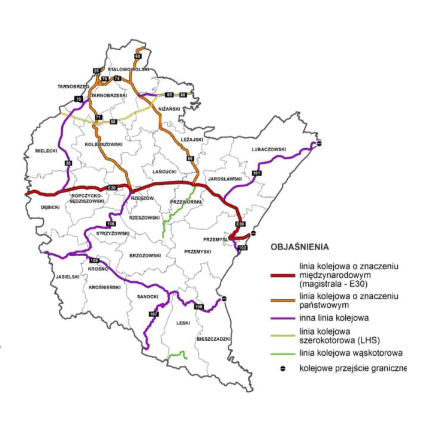 STALOWOWOLSKI
TARNOBRZEG
TARNOBRZESKI
NIŻAŃSKI
KOLBUSZOWSKI
LEŻAJSKI
LUBACZOWSKI
MIELECKI
ŁAŃCUCKI
JAROSŁAWSKI
E30
ROPCZYCKO-
SĘDZISZOWSKI
RZESZÓW
PRZEWORSKI
DĘBICKI
RZESZOWSKI
STRZYŻOWSKI
PRZEMYŚL
BRZOZOWSKI
PRZEMYSKI
KROSNO
JASIELSKI
KROŚNIEŃSKI
SANOCKI
LESKI
BIESZCZADZKI
OBJAŚNIENIA
linia kolejowa o znaczeniu
międzynarodowym
(magistrala - E30)
linia kolejowa o znaczeniu
państwowym
inna linia kolejowa
linia kolejowa
szerokotorowa (LHS)
linia kolejowa wąskotorowa
kolejowe przejście graniczne